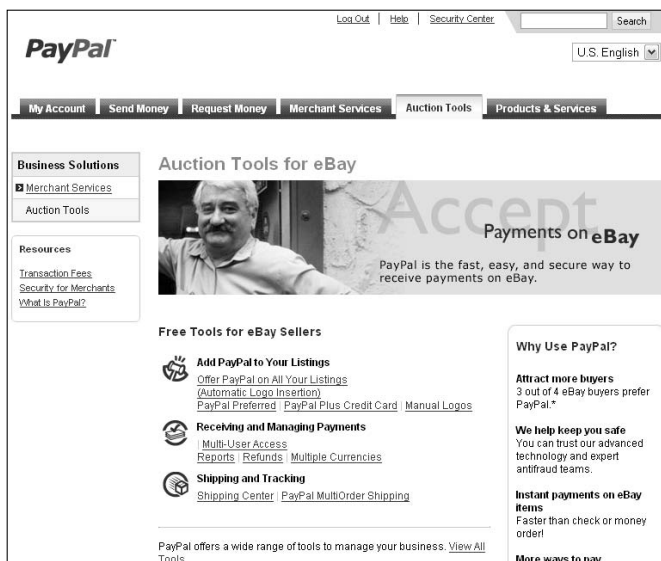 Log Out | Help | Security Center
Search
PayPal
U.S. English
My Account
Send Money
Request Money
Merchant Services
Auction Tools
Products & Services
Business Solutions
Merchant Services
Auction Tools
Resources
Transaction Fees
Security for Merchants
What Is PayPal?
Auction Tools for eBay
Accept
Payments on eBay
PayPal is the fast, easy, and secure way to
receive payments on eBay.
Free Tools for eBay Sellers
Add PayPal to Your Listings
Offer PayPal on All Your Listings
(Automatic Logo Insertion)
PayPal Preferred | PayPal Plus Credit Card | Manual Logos
Receiving and Managing Payments
| Multi-User Access
Reports | Refunds | Multiple Currencies
Shipping and Tracking
Shipping Center | PayPal MultiOrder Shipping
PayPal offers a wide range of tools to manage your business. View All
Tools
Why Use PayPal?
Attract more buyers
3 out of 4 eBay buyers prefer
PayPal.*
We help keep you safe
You can trust our advanced
technology and expert
antifraud teams.
Instant payments on eBay
items
Faster than check or money
order!
More ways to pay